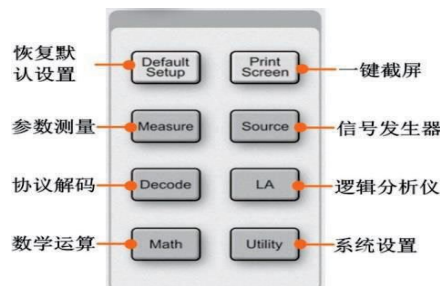 恢复默
认设置
Default
Setup
Print
Screen
一键截屏
参数测量
Measure
Source
信号发生器
协议解码
Decode
LA
逻辑分析仪
数学运算
Math
Utility
系统设置